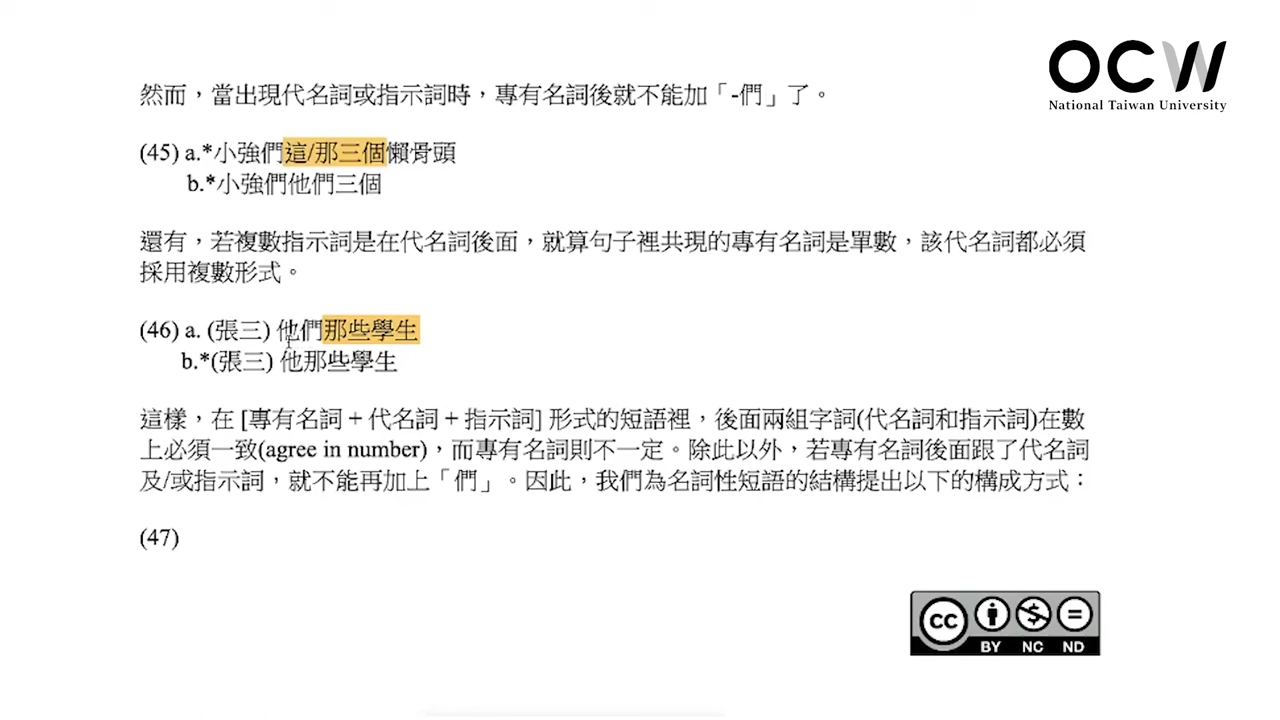 OCW
National Taiwan University
然而，當出現代名詞或指示詞時，專有名詞後就不能加「-們」了。
(45) a.*小強們這/那三個懶骨頭
b.*小強們他們三個
還有，若複數指示詞是在代名詞後面，就算句子裡共現的專有名詞是單數，該代名詞都必須
採用複數形式。
(46) a. (張三) 他們那些學生
b.*(張三) 他那些學生
這樣，在 [專有名詞 + 代名詞 + 指示詞] 形式的短語裡，後面兩組字詞(代名詞和指示詞)在數
上必須一致(agree in number)，而專有名詞則不一定。除此以外，若專有名詞後面跟了代名詞
及/或指示詞，就不能再加上「們」。因此，我們為名詞性短語的結構提出以下的構成方式：
(47)
CC BY NC ND